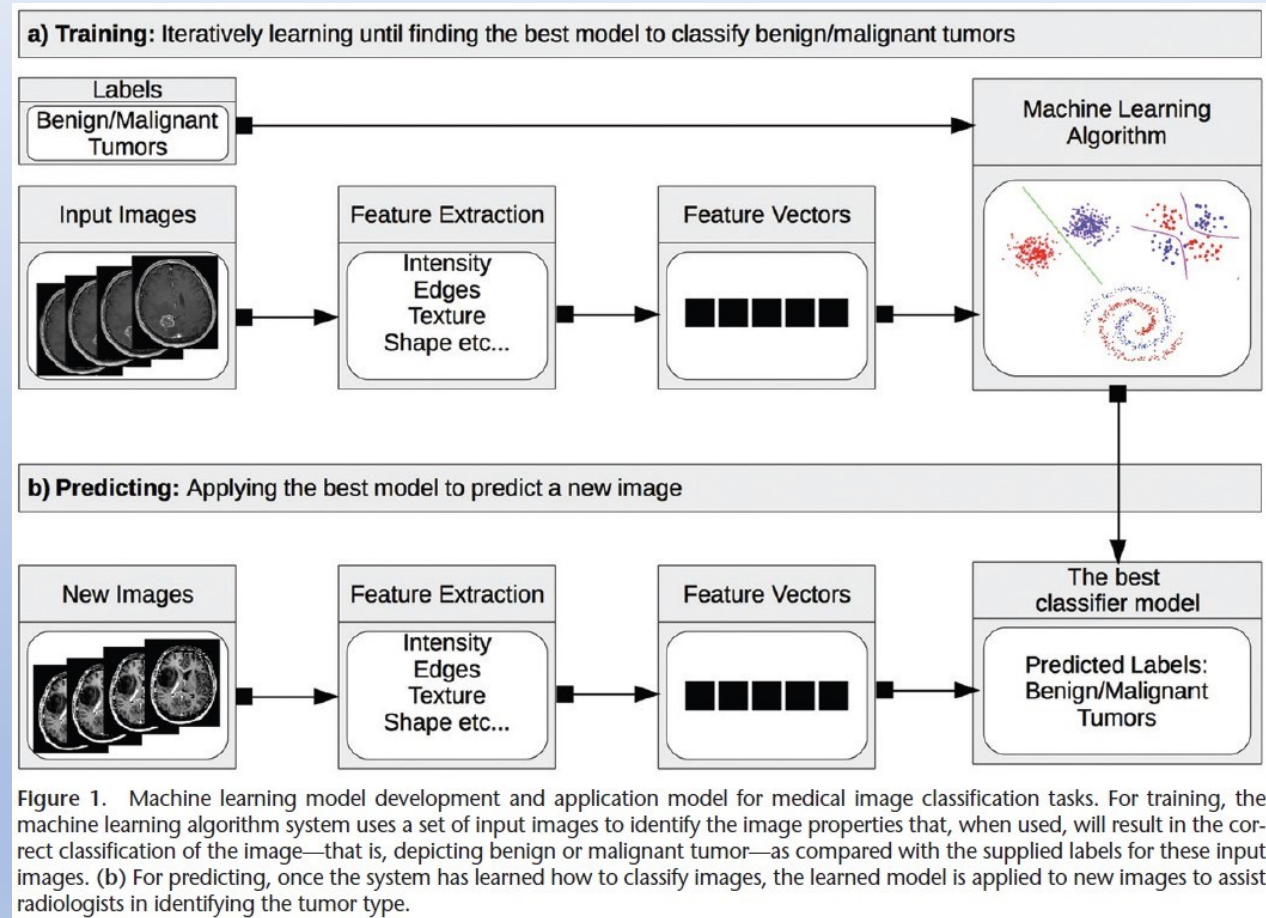 a) Training: Iteratively learning until finding the best model to classify benign/malignant tumors
Labels
Benign/Malignant
Tumors
Machine Learning
Algorithm
Input Images
Feature Extraction
Intensity
Edges
Texture
Shape etc...
Feature Vectors
b) Predicting: Applying the best model to predict a new image
New Images
Feature Extraction
Intensity
Edges
Texture
Shape etc...
Feature Vectors
The best
classifier model
Predicted Labels:
Benign/Malignant
Tumors
Figure 1. Machine learning model development and application model for medical image classification tasks. For training, the
machine learning algorithm system uses a set of input images to identify the image properties that, when used, will result in the cor-
rect classification of the image—that is, depicting benign or malignant tumor—as compared with the supplied labels for these input
images. (b) For predicting, once the system has learned how to classify images, the learned model is applied to new images to assist
radiologists in identifying the tumor type.